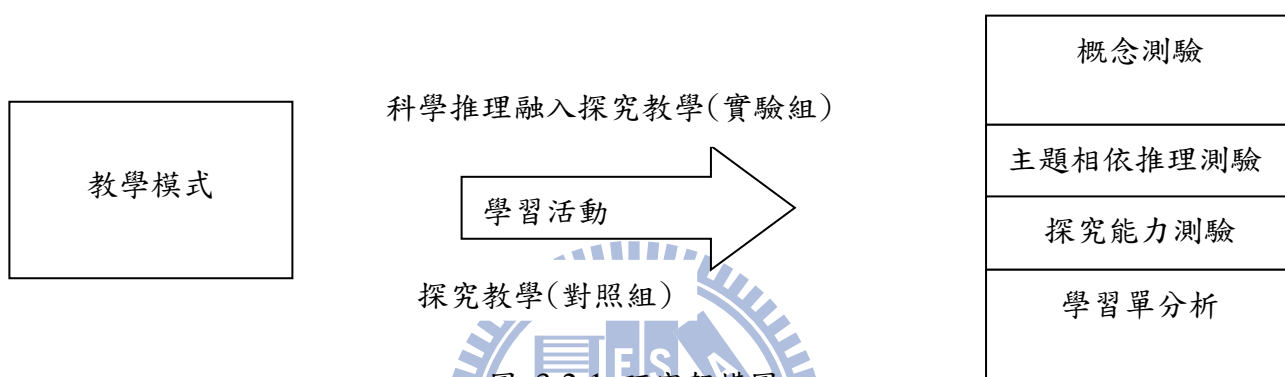 概念測驗
科學推理融入探究教學(實驗組)
教學模式
主題相依推理測驗
學習活動
探究能力測驗
探究教學(對照組)
學習單分析
E S A